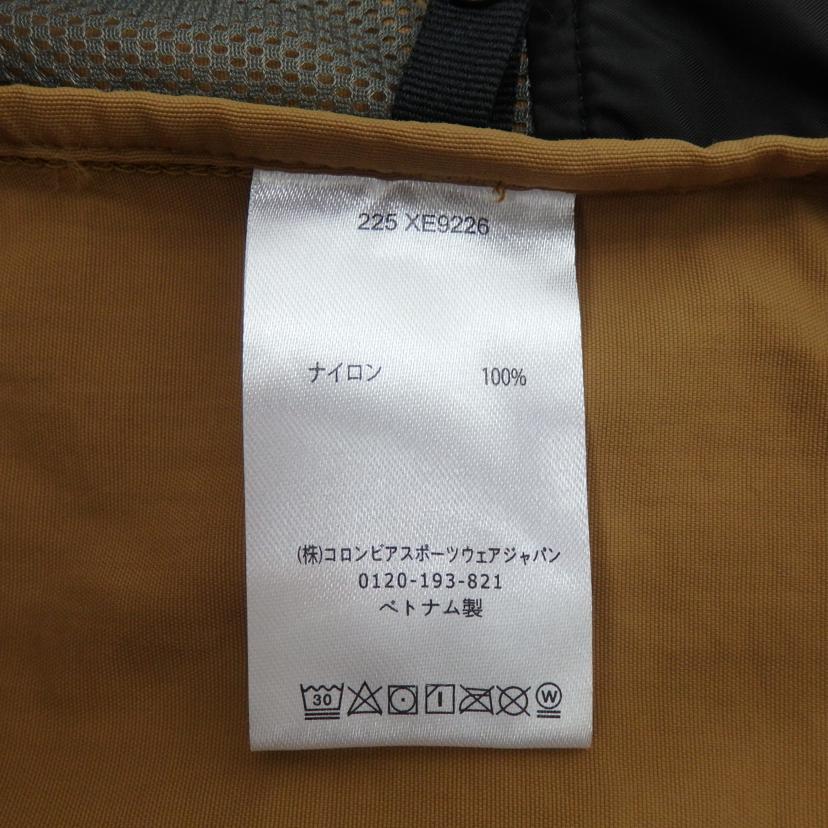 225 XE9226
ナイロン 100%
(株)コロンビアスポーツウェアジャパン
0120-193-821
ベトナム製
30 W